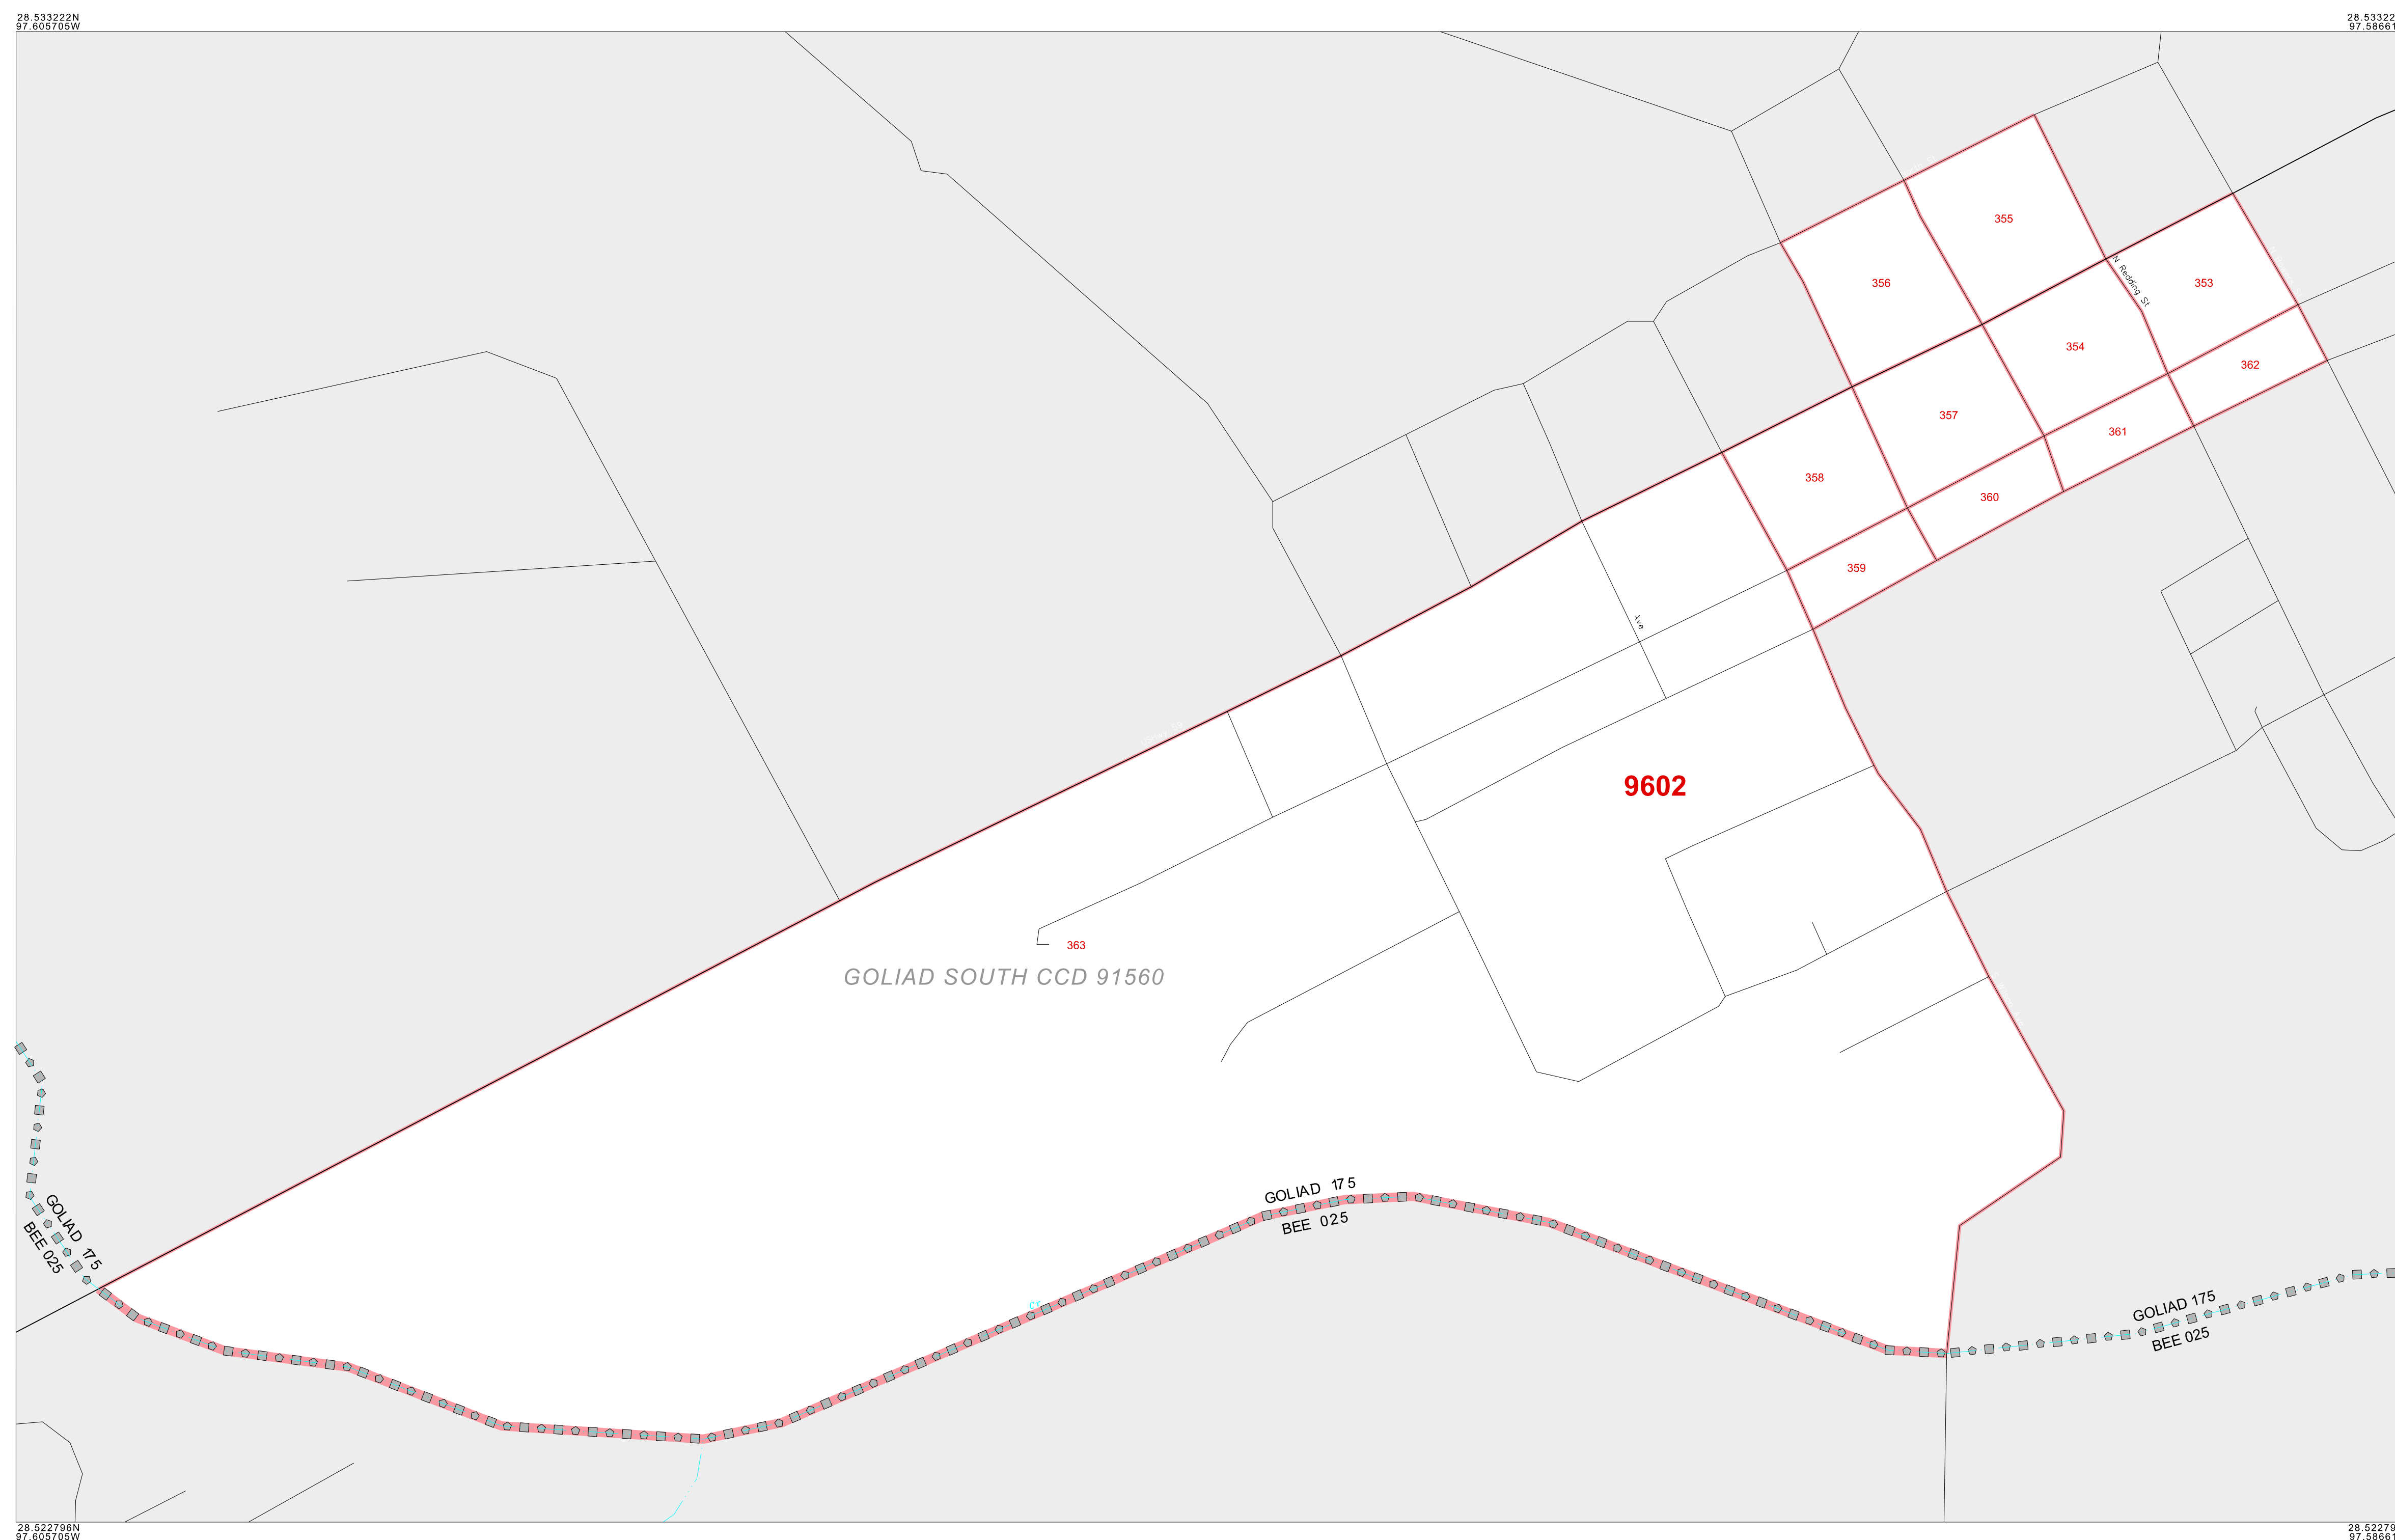 28.533222N
97.605705W
28.53322
97.58661
355
356
N Redding St
353
354
362
357
361
358
360
359
9602
363
GOLIAD SOUTH CCD 91560
GOLIAD 175
BEE 025
GOLIAD 175
BEE 025
GOLIAD 175
BEE 025
28.522796N
97.605705W
28.52279
97.58661